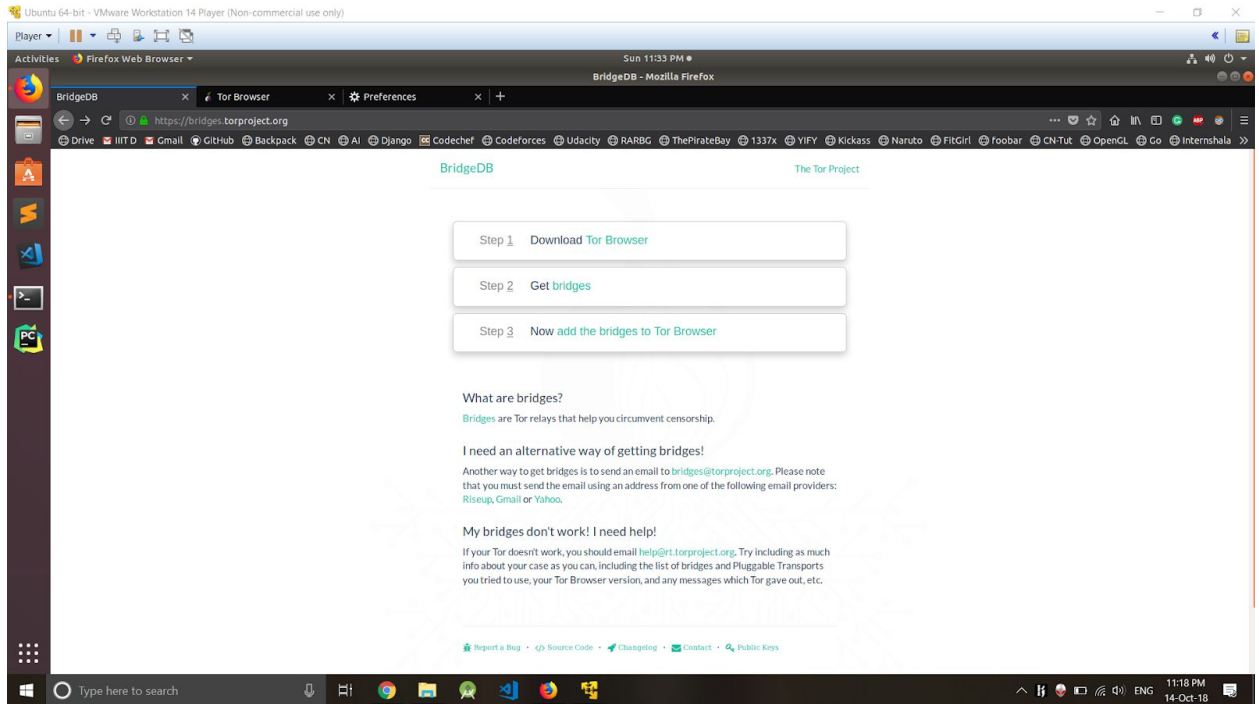 Ubuntu 64-bit - VMware Workstation 14 Player (Non-commercial use only)
Player
Activities Firefox Web Browser Sun 11:33 PM
BridgeDB - Mozilla Firefox
BridgeDB Tor Browser Preferences
https://bridges.torproject.org
Drive IIIT D Gmail GitHub Backpack CN AI Django Codechef Codeforces Udacity RARBG ThePirateBay 1337x YIFY Kickass Naruto FitGirl foobar CN-Tut OpenGL Go Internshala
BridgeDB The Tor Project
Step 1 Download Tor Browser
Step 2 Get bridges
Step 3 Now add the bridges to Tor Browser
What are bridges?
Bridges are Tor relays that help you circumvent censorship.
I need an alternative way of getting bridges!
Another way to get bridges is to send an email to bridges@torproject.org. Please note
that you must send the email using an address from one of the following email providers:
Riseup, Gmail or Yahoo.
My bridges don't work! I need help!
If your Tor doesn't work, you should email help@rt.torproject.org. Try including as much
info about your case as you can, including the list of bridges and Pluggable Transports
you tried to use, your Tor Browser version, and any messages which Tor gave out, etc.
Report a Bug · </> Source Code · Changelog · Contact · Public Keys
Type here to search ENG 11:18 PM
14-Oct-18